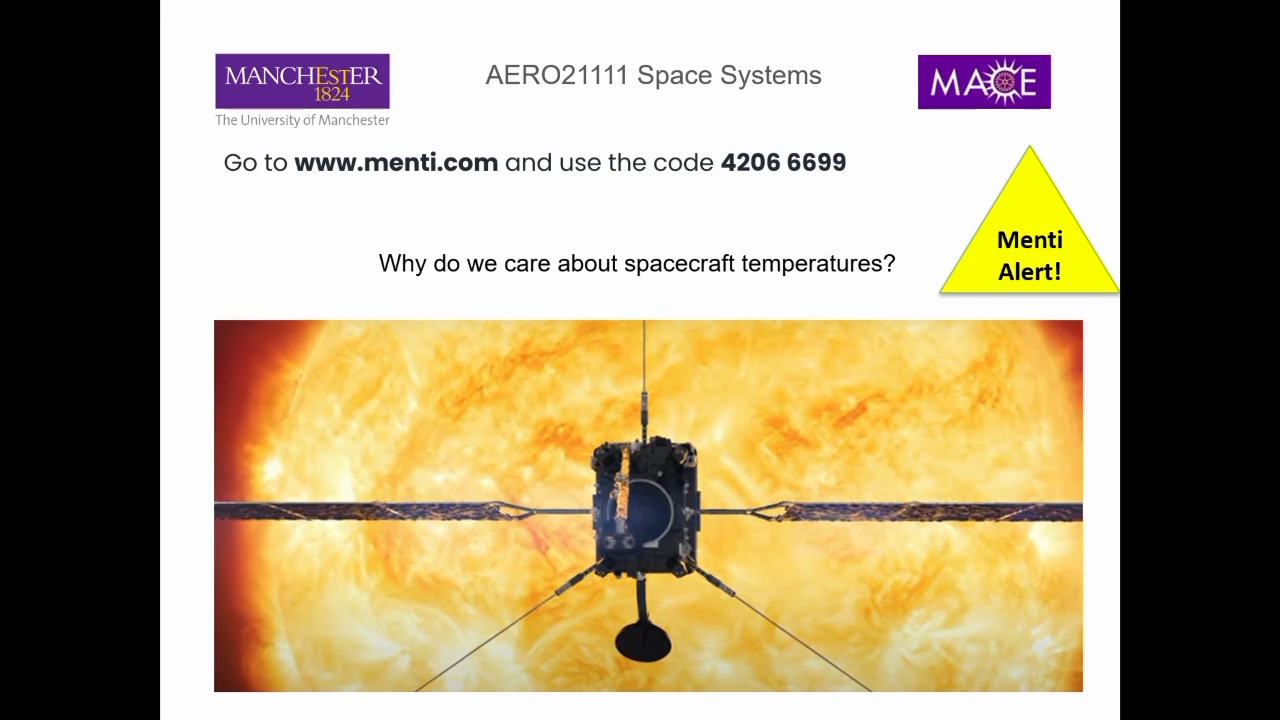 MANCHESTER
1824
The University of Manchester
AERO21111 Space Systems
MACE
Go to www.menti.com and use the code 4206 6699
Menti
Alert!
Why do we care about spacecraft temperatures?